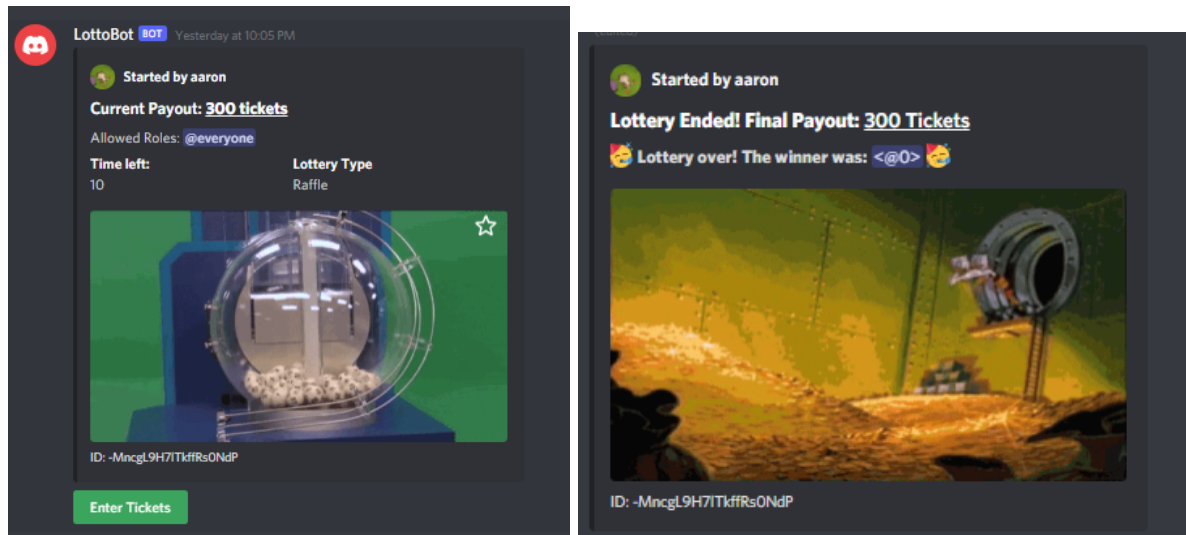 LottoBot BOT Yesterday at 10:05 PM
Started by aaron
Current Payout: 300 tickets
Allowed Roles: @everyone
Time left: Lottery Type
10 Raffle
ID: -MncgL9H7lTkffRs0NdP
Enter Tickets
Started by aaron
Lottery Ended! Final Payout: 300 Tickets
🥳 Lottery over! The winner was: <@0> 🥳
ID: -MncgL9H7lTkffRs0NdP